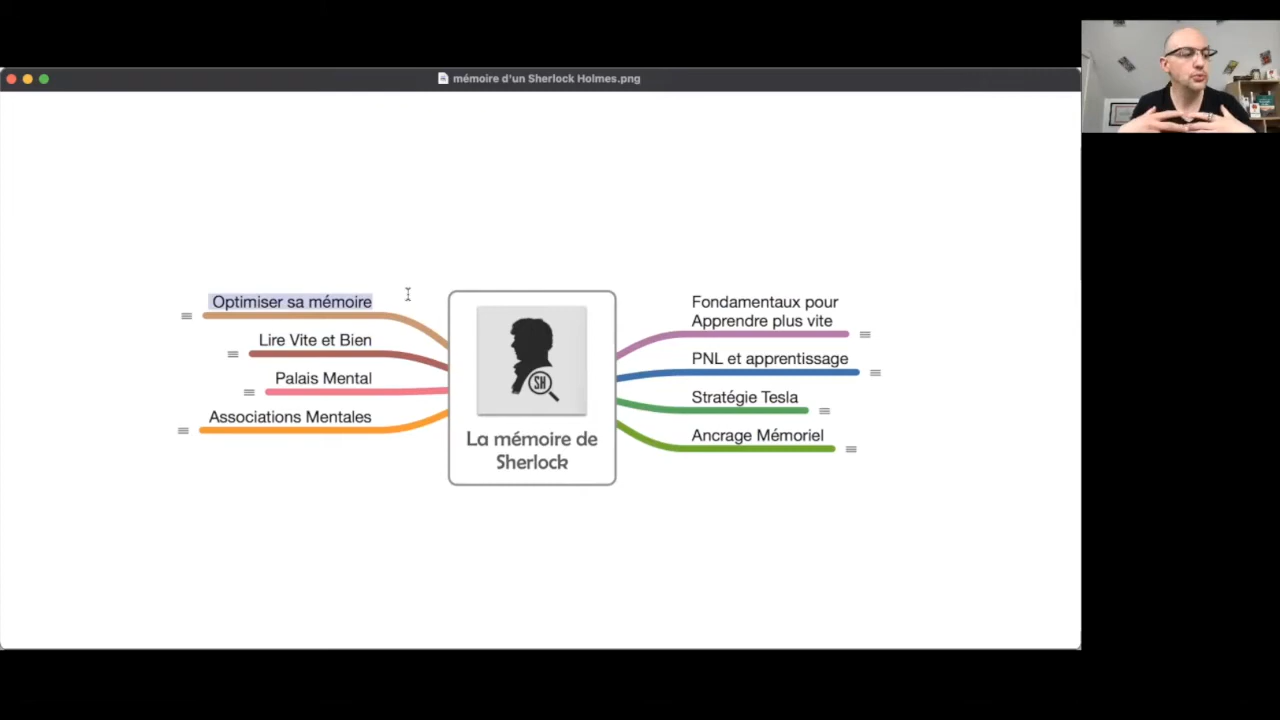 mémoire d'un Sherlock Holmes.png
Optimiser sa mémoire
Lire Vite et Bien
Palais Mental
Associations Mentales
SH
La mémoire de
Sherlock
Fondamentaux pour
Apprendre plus vite
PNL et apprentissage
Stratégie Tesla
Ancrage Mémoriel